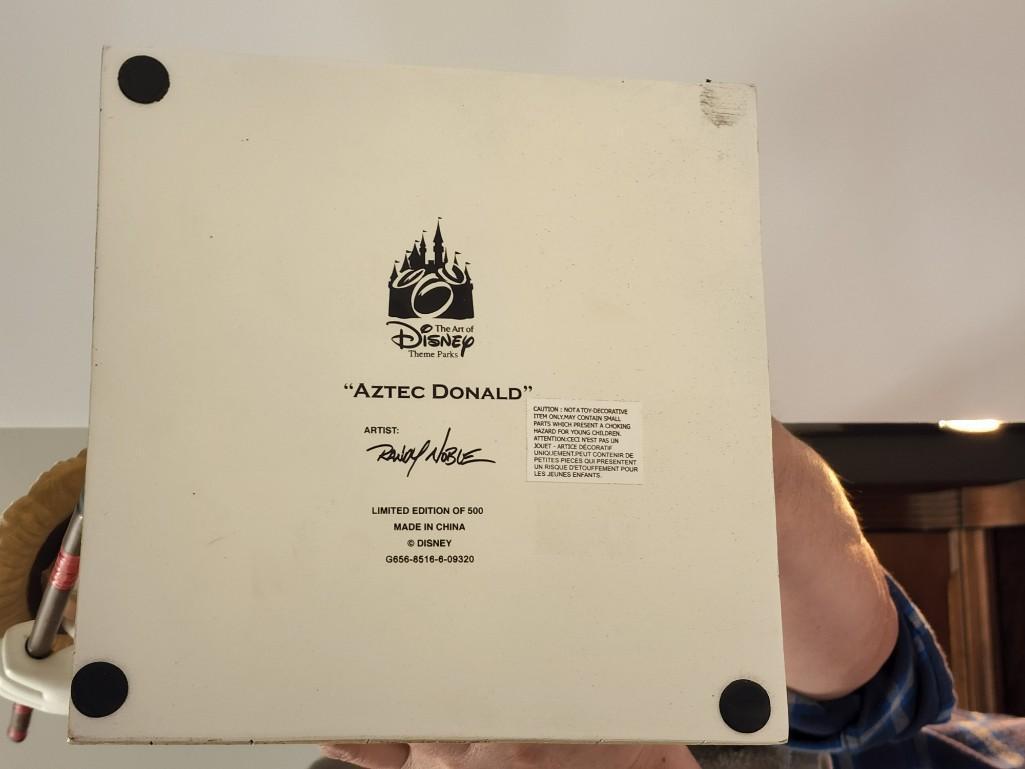 The Art of
Disney
Theme Parks
“AZTEC DONALD”
ARTIST:
RANDY NOBLE
CAUTION : NOT A TOY-DECORATIVE
ITEM ONLY.MAY CONTAIN SMALL
PARTS WHICH PRESENT A CHOKING
HAZARD FOR YOUNG CHILDREN.
ATTENTION:CECI N'EST PAS UN
JOUET - ARTICE DÉCORATIF
UNIQUEMENT.PEUT CONTENIR DE
PETITES PIECES QUI PRESENTENT
UN RISQUE D'ETOUFFEMENT POUR
LES JEUNES ENFANTS.
LIMITED EDITION OF 500
MADE IN CHINA
© DISNEY
G656-8516-6-09320